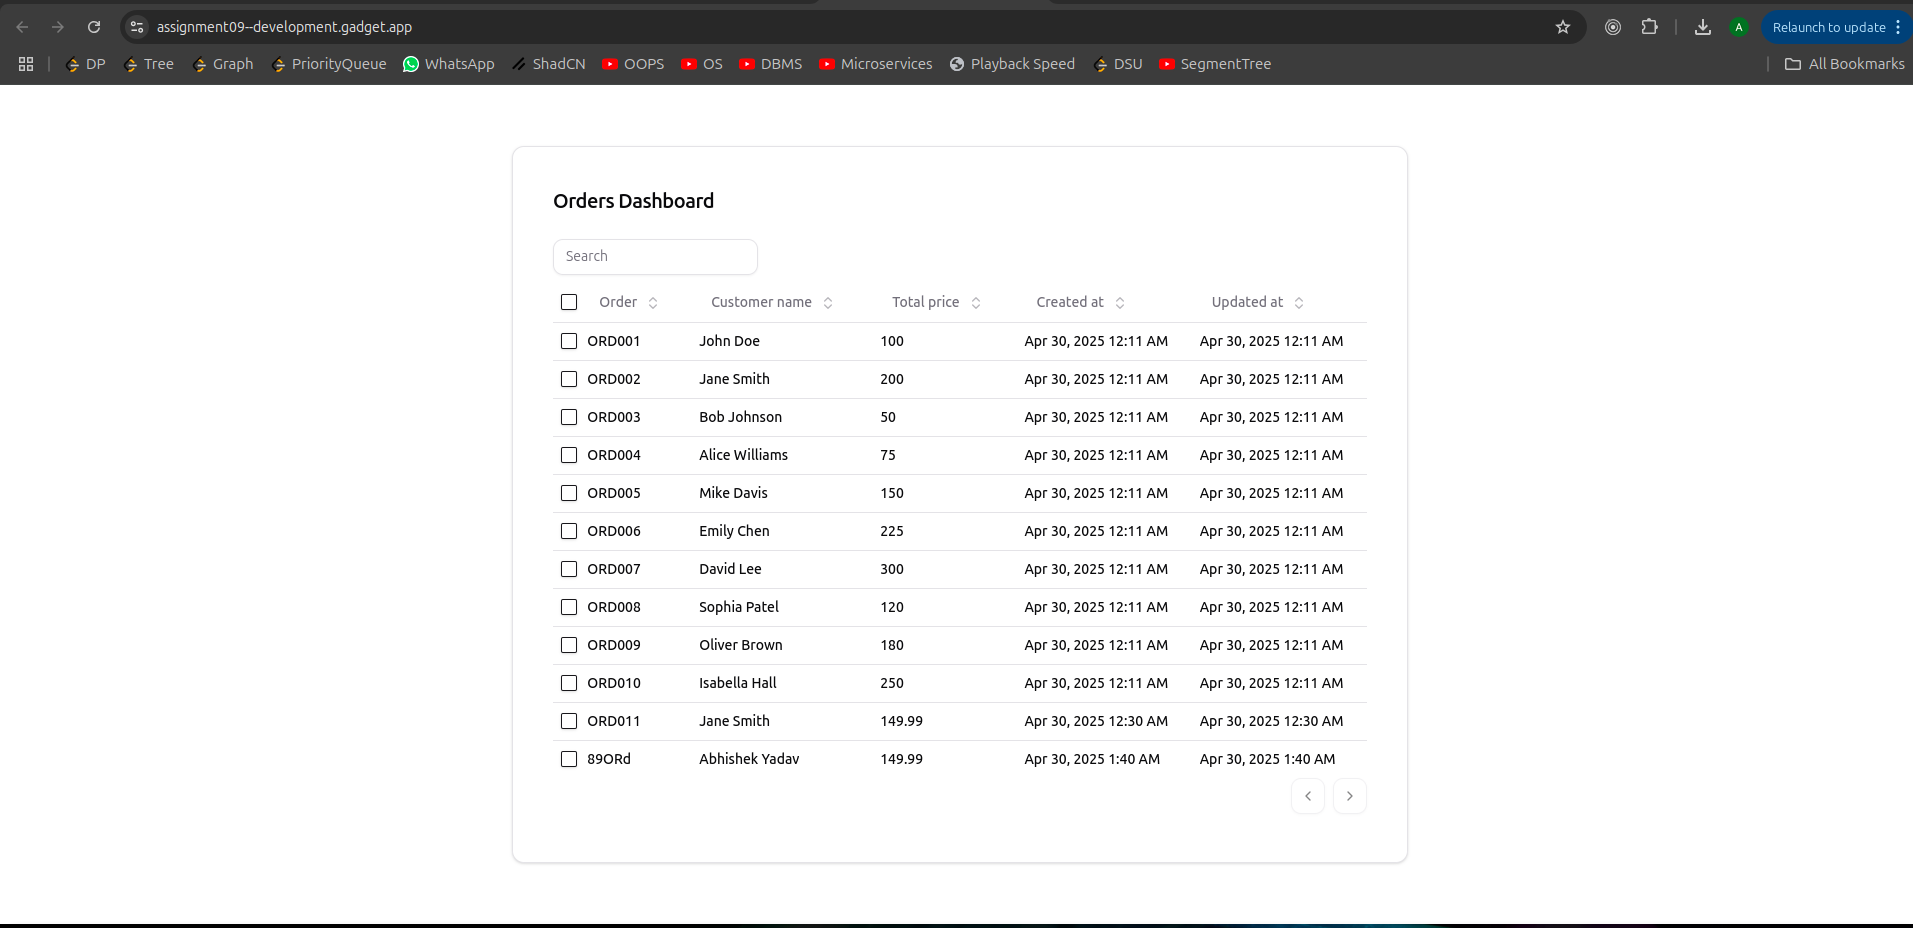 assignment09--development.gadget.app A Relaunch to update
DP Tree Graph PriorityQueue WhatsApp ShadCN OOPS OS DBMS Microservices Playback Speed DSU SegmentTree All Bookmarks
Orders Dashboard
Search
Order Customer name Total price Created at Updated at
ORD001 John Doe 100 Apr 30, 2025 12:11 AM Apr 30, 2025 12:11 AM
ORD002 Jane Smith 200 Apr 30, 2025 12:11 AM Apr 30, 2025 12:11 AM
ORD003 Bob Johnson 50 Apr 30, 2025 12:11 AM Apr 30, 2025 12:11 AM
ORD004 Alice Williams 75 Apr 30, 2025 12:11 AM Apr 30, 2025 12:11 AM
ORD005 Mike Davis 150 Apr 30, 2025 12:11 AM Apr 30, 2025 12:11 AM
ORD006 Emily Chen 225 Apr 30, 2025 12:11 AM Apr 30, 2025 12:11 AM
ORD007 David Lee 300 Apr 30, 2025 12:11 AM Apr 30, 2025 12:11 AM
ORD008 Sophia Patel 120 Apr 30, 2025 12:11 AM Apr 30, 2025 12:11 AM
ORD009 Oliver Brown 180 Apr 30, 2025 12:11 AM Apr 30, 2025 12:11 AM
ORD010 Isabella Hall 250 Apr 30, 2025 12:11 AM Apr 30, 2025 12:11 AM
ORD011 Jane Smith 149.99 Apr 30, 2025 12:30 AM Apr 30, 2025 12:30 AM
89ORd Abhishek Yadav 149.99 Apr 30, 2025 1:40 AM Apr 30, 2025 1:40 AM